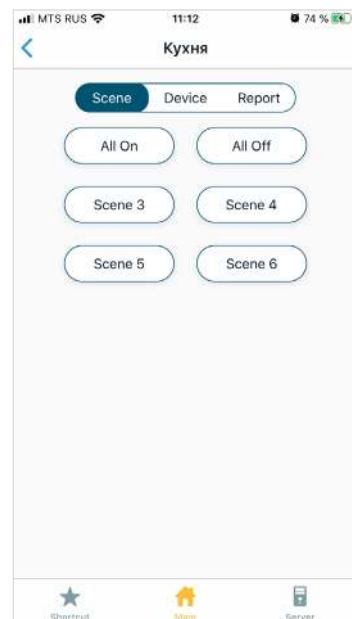 MTS RUS 11:12 74 %
Кухня
Scene Device Report
All On All Off
Scene 3 Scene 4
Scene 5 Scene 6
Shortcut Main Server